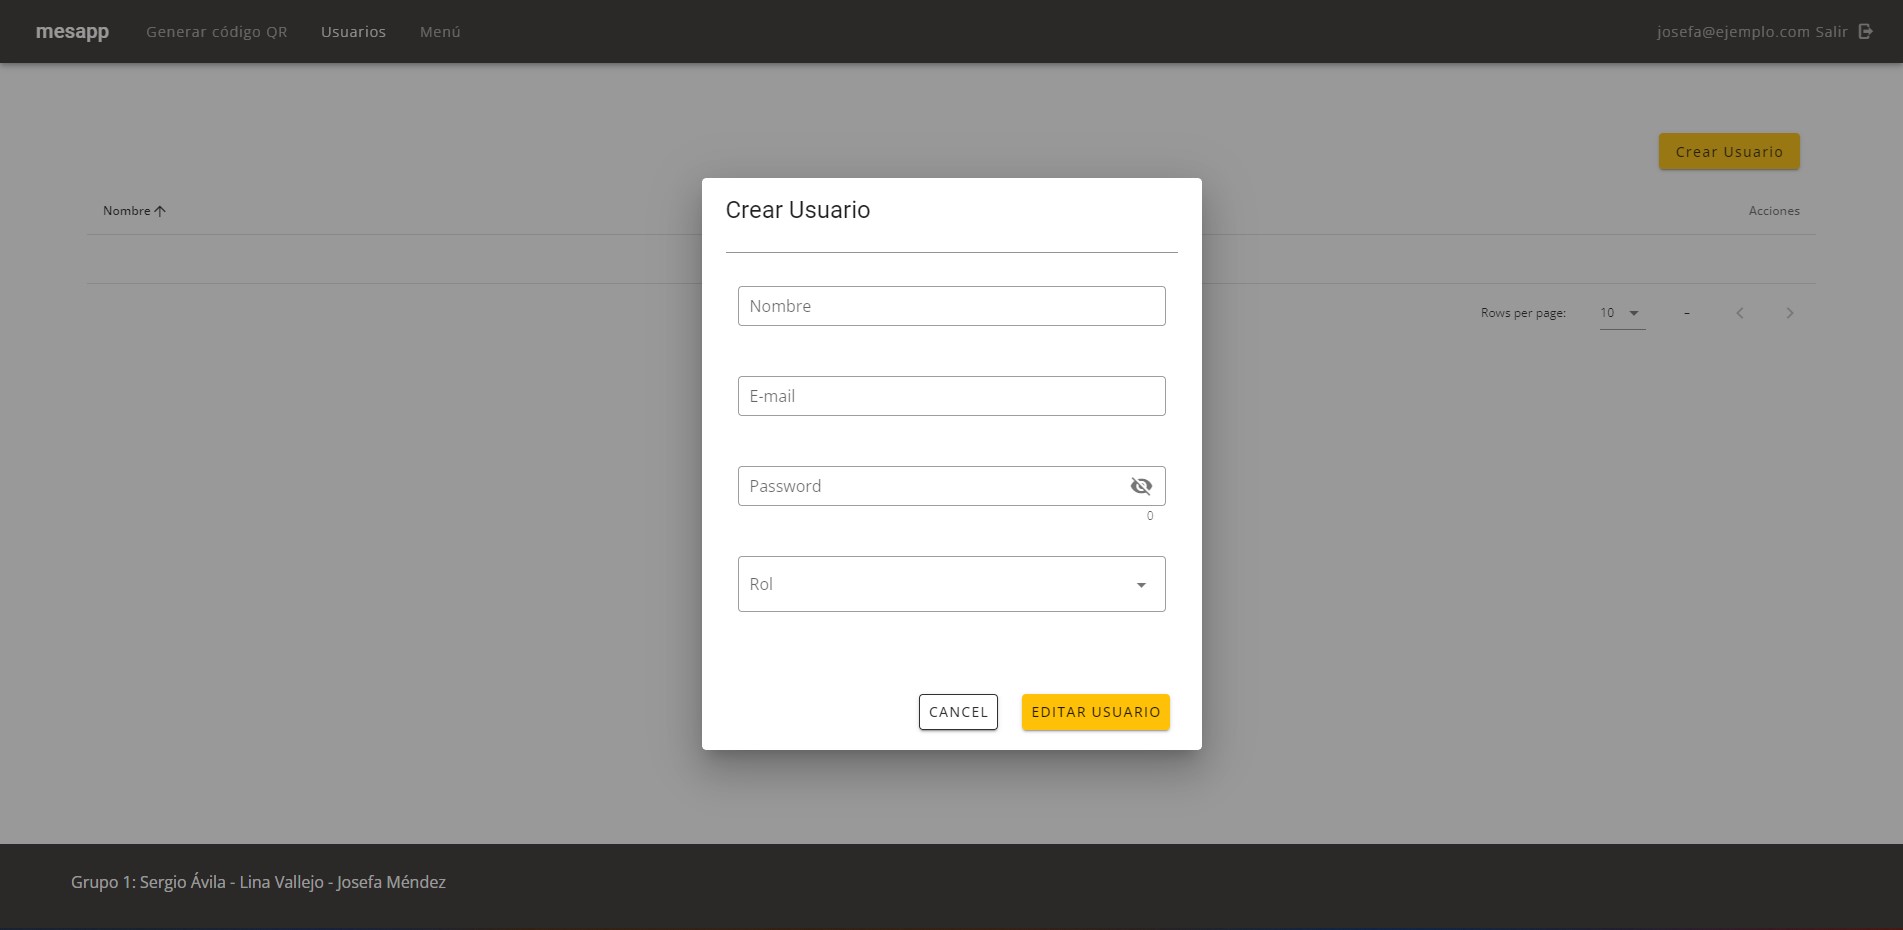 mesapp Generar código QR Usuarios Menú josefa@ejemplo.com Salir
Crear Usuario
Nombre Acciones
Rows per page: 10 –
Crear Usuario
Nombre
E-mail
Password
0
Rol
CANCEL EDITAR USUARIO
Grupo 1: Sergio Ávila - Lina Vallejo - Josefa Méndez